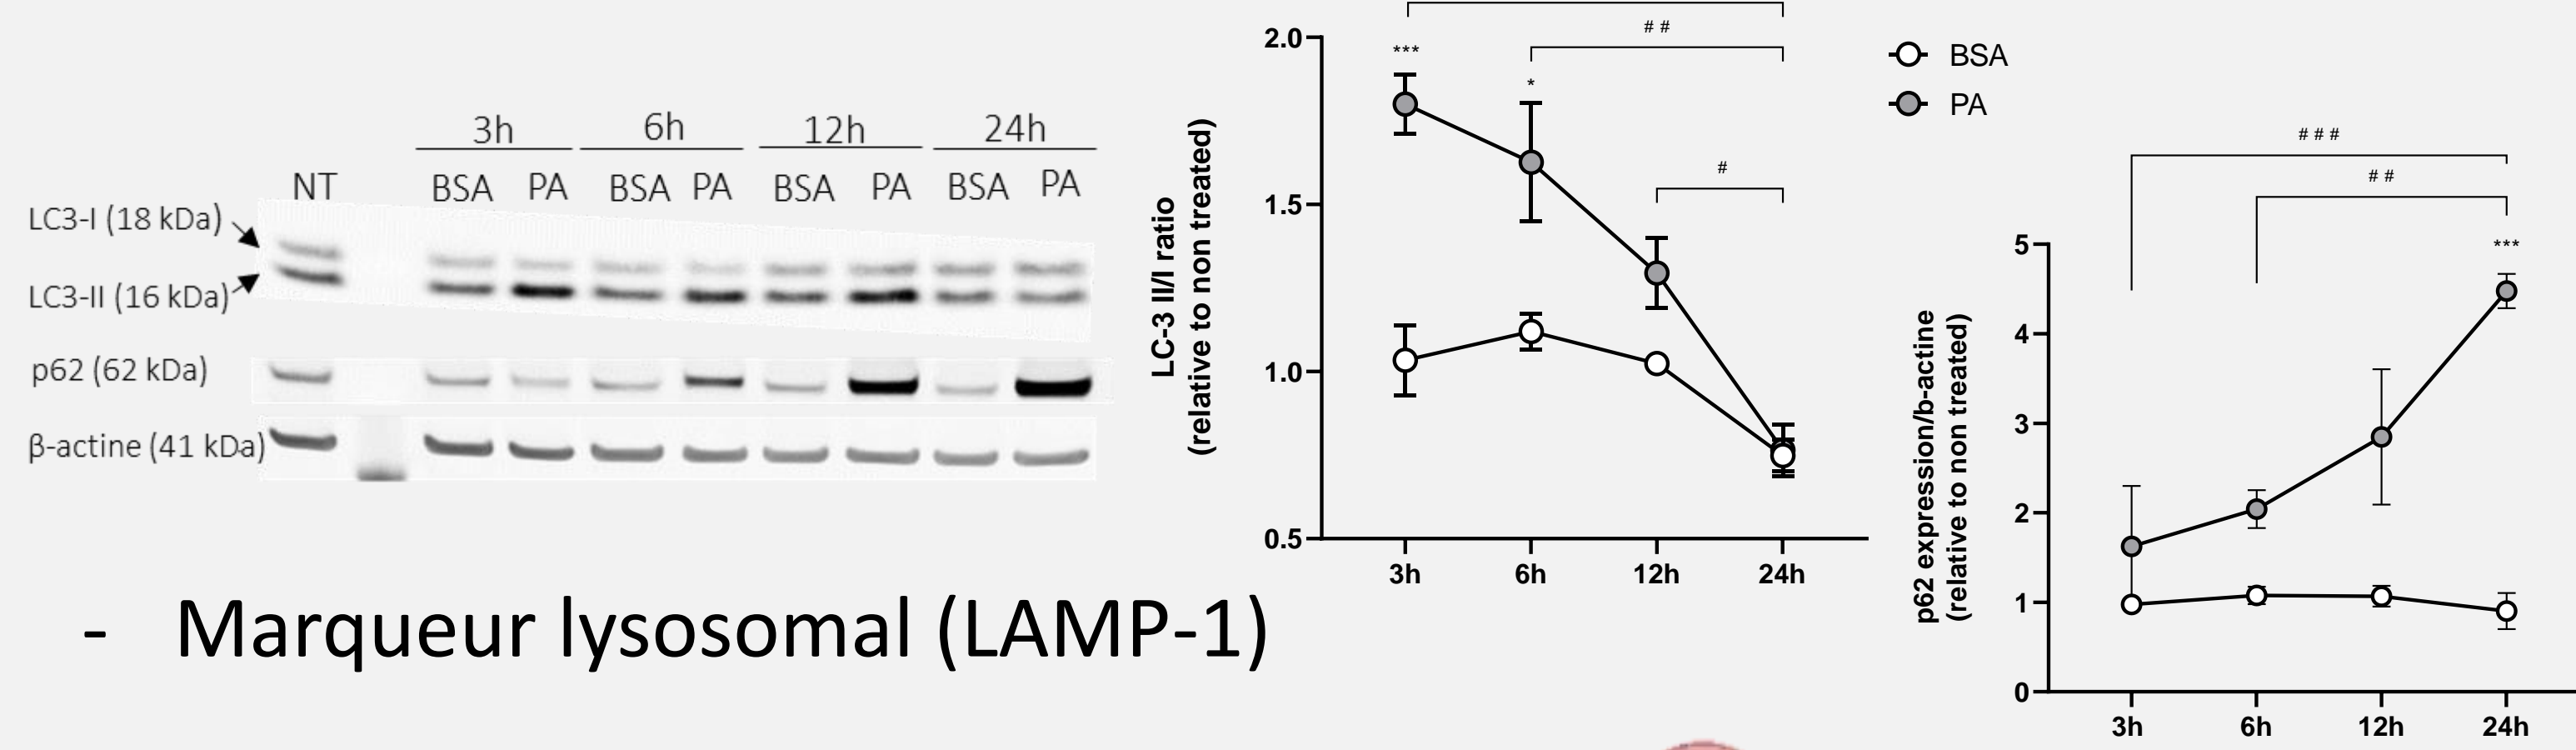 3h 6h 12h 24h
NT BSA PA BSA PA BSA PA BSA PA
LC3-I (18 kDa)
LC3-II (16 kDa)
p62 (62 kDa)
β-actine (41 kDa)
- Marqueur lysosomal (LAMP-1)
LC-3 II/I ratio
(relative to non treated)
# #
***
*
#
2.0
1.5
1.0
0.5
3h 6h 12h 24h
BSA
PA
p62 expression/b-actine
(relative to non treated)
# # #
# #
***
5
4
3
2
1
0
3h 6h 12h 24h